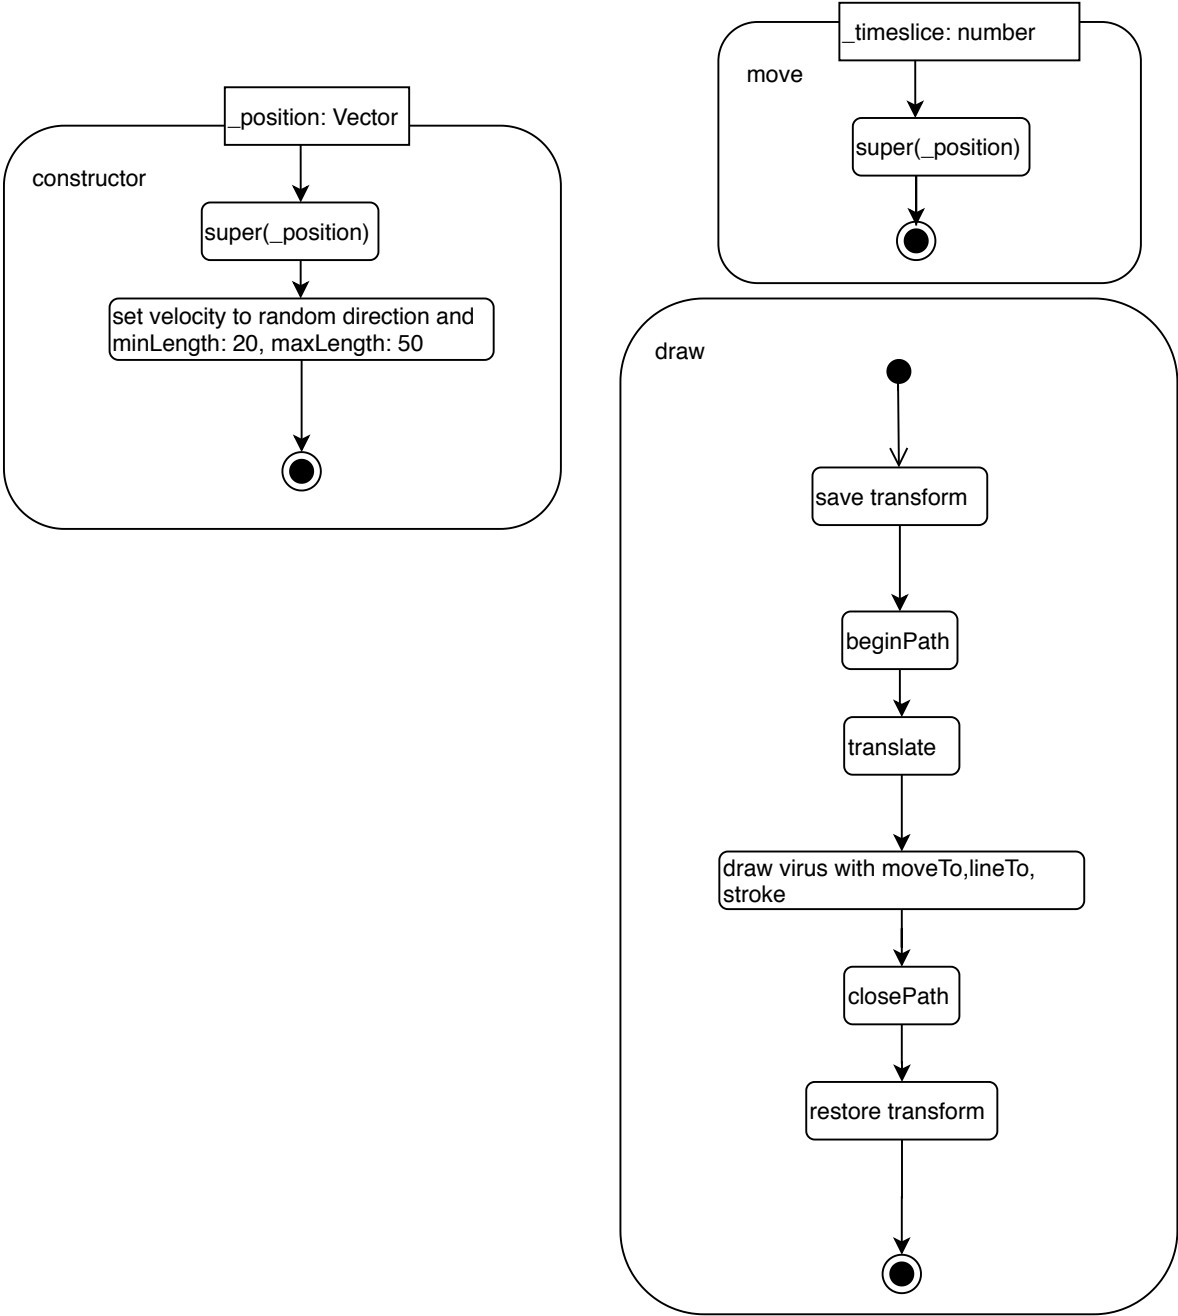 _position: Vector
constructor
super(_position)
set velocity to random direction and
minLength: 20, maxLength: 50
_timeslice: number
move
super(_position)
draw
save transform
beginPath
translate
draw virus with moveTo,lineTo,
stroke
closePath
restore transform